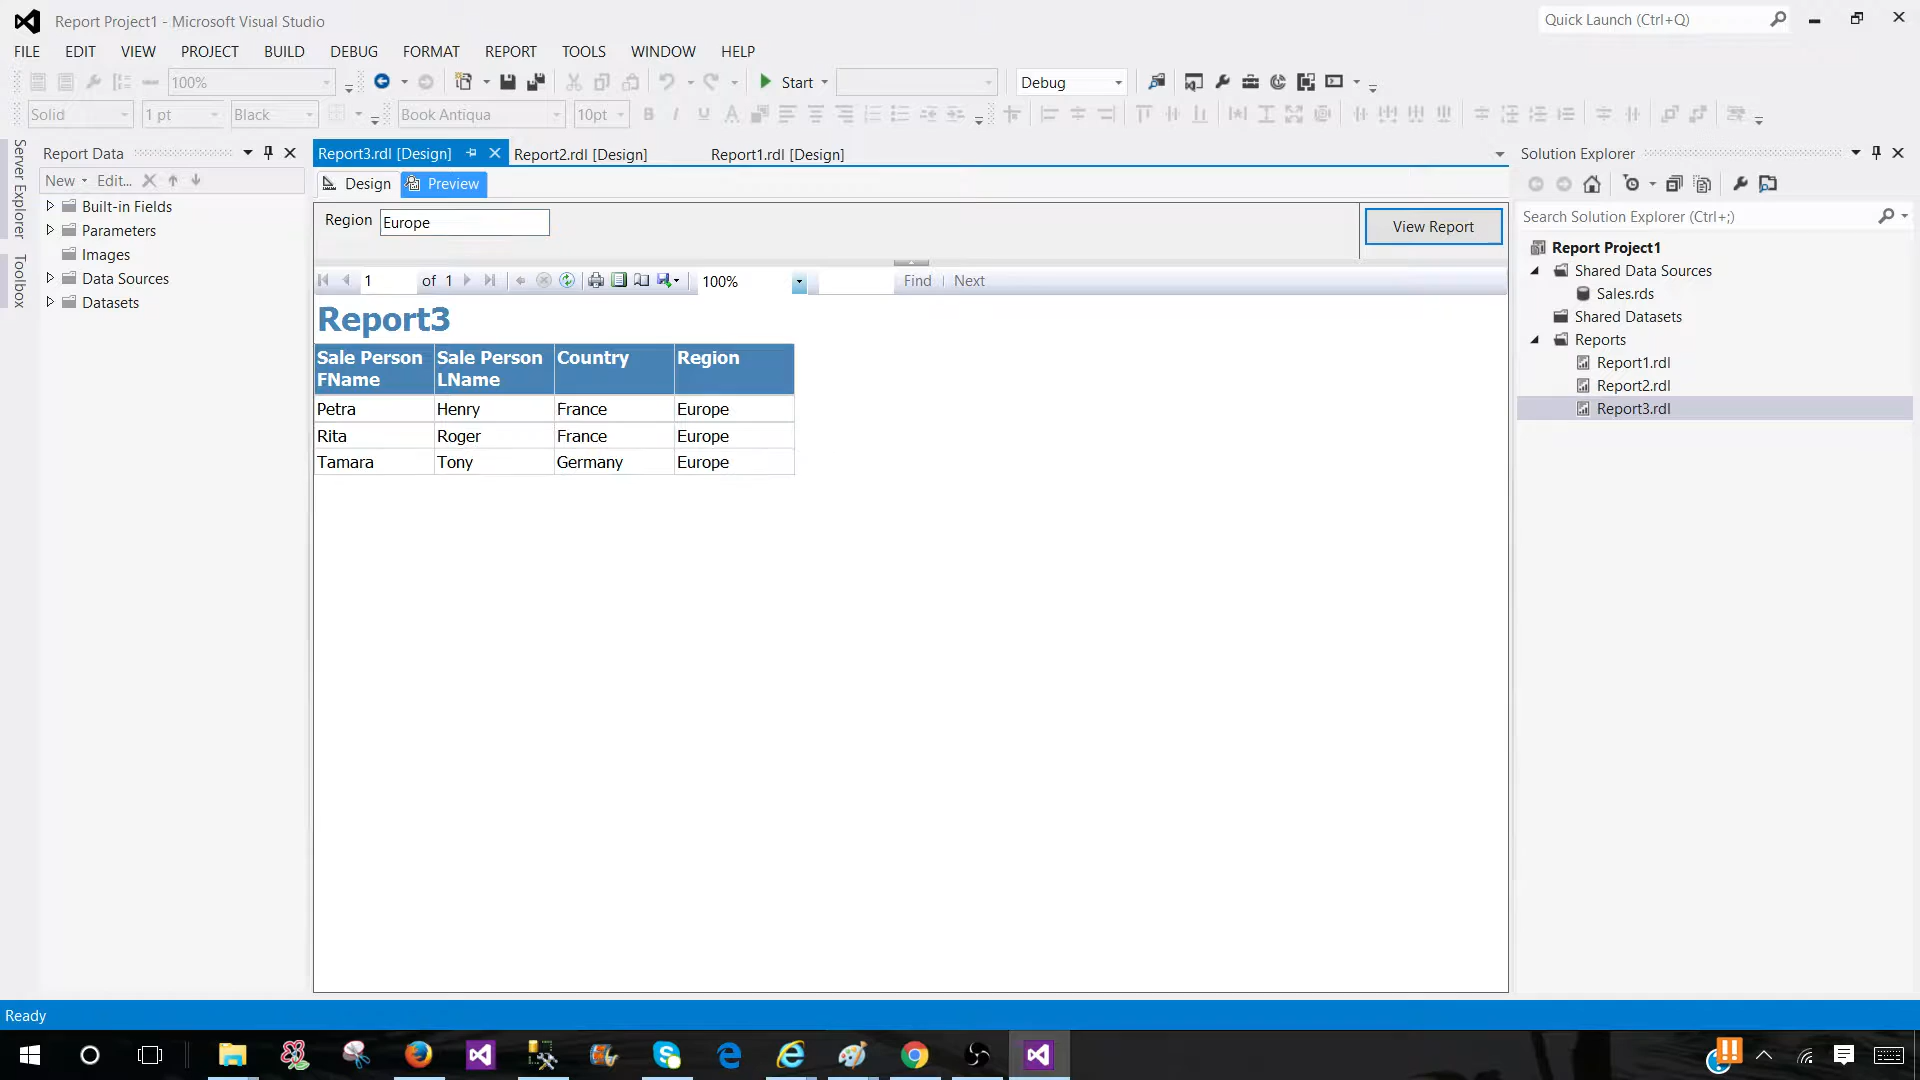 Report Project1 - Microsoft Visual Studio
Quick Launch (Ctrl+Q)
FILE EDIT VIEW PROJECT BUILD DEBUG FORMAT REPORT TOOLS WINDOW HELP
100% Start Debug
Solid 1 pt Black Book Antiqua 10pt B I U A
Server Explorer
Toolbox
Report Data
New Edit...
Built-in Fields
Parameters
Images
Data Sources
Datasets
Report3.rdl [Design] Report2.rdl [Design] Report1.rdl [Design]
Design Preview
Region Europe View Report
1 of 1 100% Find Next
Report3
Sale Person FName Sale Person LName Country Region
Petra Henry France Europe
Rita Roger France Europe
Tamara Tony Germany Europe
Solution Explorer
Search Solution Explorer (Ctrl+;)
Report Project1
Shared Data Sources
Sales.rds
Shared Datasets
Reports
Report1.rdl
Report2.rdl
Report3.rdl
Ready